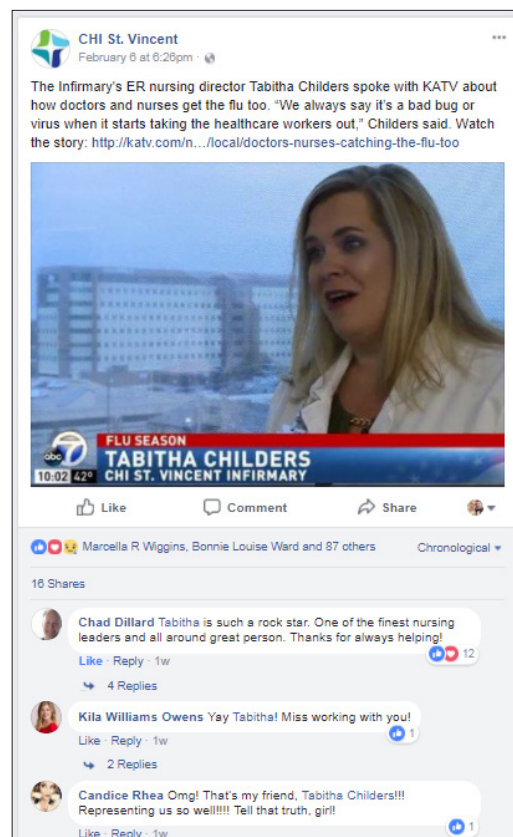 CHI St. Vincent
February 6 at 6:26pm ·
The Infirmary's ER nursing director Tabitha Childers spoke with KATV about
how doctors and nurses get the flu too. "We always say it's a bad bug or
virus when it starts taking the healthcare workers out," Childers said. Watch
the story: http://katv.com/n…/local/doctors-nurses-catching-the-flu-too
FLU SEASON
abc 7
TABITHA CHILDERS
10:02 42° CHI ST. VINCENT INFIRMARY
Like Comment Share
Marcella R Wiggins, Bonnie Louise Ward and 87 others Chronological
16 Shares
Chad Dillard Tabitha is such a rock star. One of the finest nursing
leaders and all around great person. Thanks for always helping!
12
Like · Reply · 1w
4 Replies
Kila Williams Owens Yay Tabitha! Miss working with you!
1
Like · Reply · 1w
2 Replies
Candice Rhea Omg! That's my friend, Tabitha Childers!!!
Representing us so well!!!! Tell that truth, girl!
1
Like · Reply · 1w